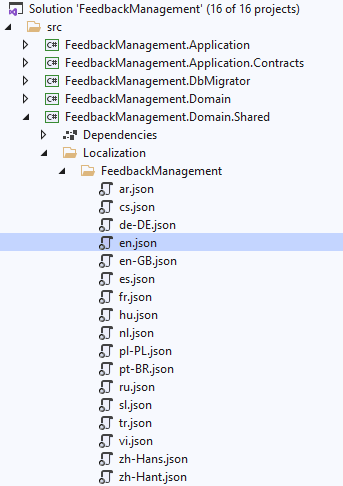 Solution 'FeedbackManagement' (16 of 16 projects)
src
C# FeedbackManagement.Application
C# FeedbackManagement.Application.Contracts
C# FeedbackManagement.DbMigrator
C# FeedbackManagement.Domain
C# FeedbackManagement.Domain.Shared
Dependencies
Localization
FeedbackManagement
ar.json
cs.json
de-DE.json
en.json
en-GB.json
es.json
fr.json
hu.json
nl.json
pl-PL.json
pt-BR.json
ru.json
sl.json
tr.json
vi.json
zh-Hans.json
zh-Hant.json